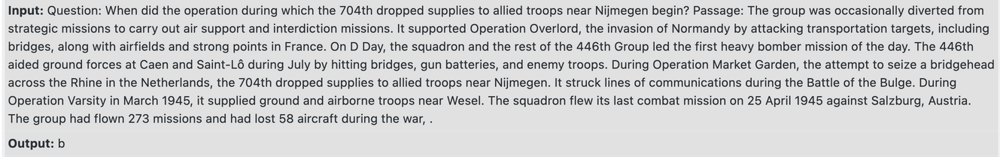 Input: Question: When did the operation during which the 704th dropped supplies to allied troops near Nijmegen begin? Passage: The group was occasionally diverted from
strategic missions to carry out air support and interdiction missions. It supported Operation Overlord, the invasion of Normandy by attacking transportation targets, including
bridges, along with airfields and strong points in France. On D Day, the squadron and the rest of the 446th Group led the first heavy bomber mission of the day. The 446th
aided ground forces at Caen and Saint-Lô during July by hitting bridges, gun batteries, and enemy troops. During Operation Market Garden, the attempt to seize a bridgehead
across the Rhine in the Netherlands, the 704th dropped supplies to allied troops near Nijmegen. It struck lines of communications during the Battle of the Bulge. During
Operation Varsity in March 1945, it supplied ground and airborne troops near Wesel. The squadron flew its last combat mission on 25 April 1945 against Salzburg, Austria.
The group had flown 273 missions and had lost 58 aircraft during the war, .
Output: b